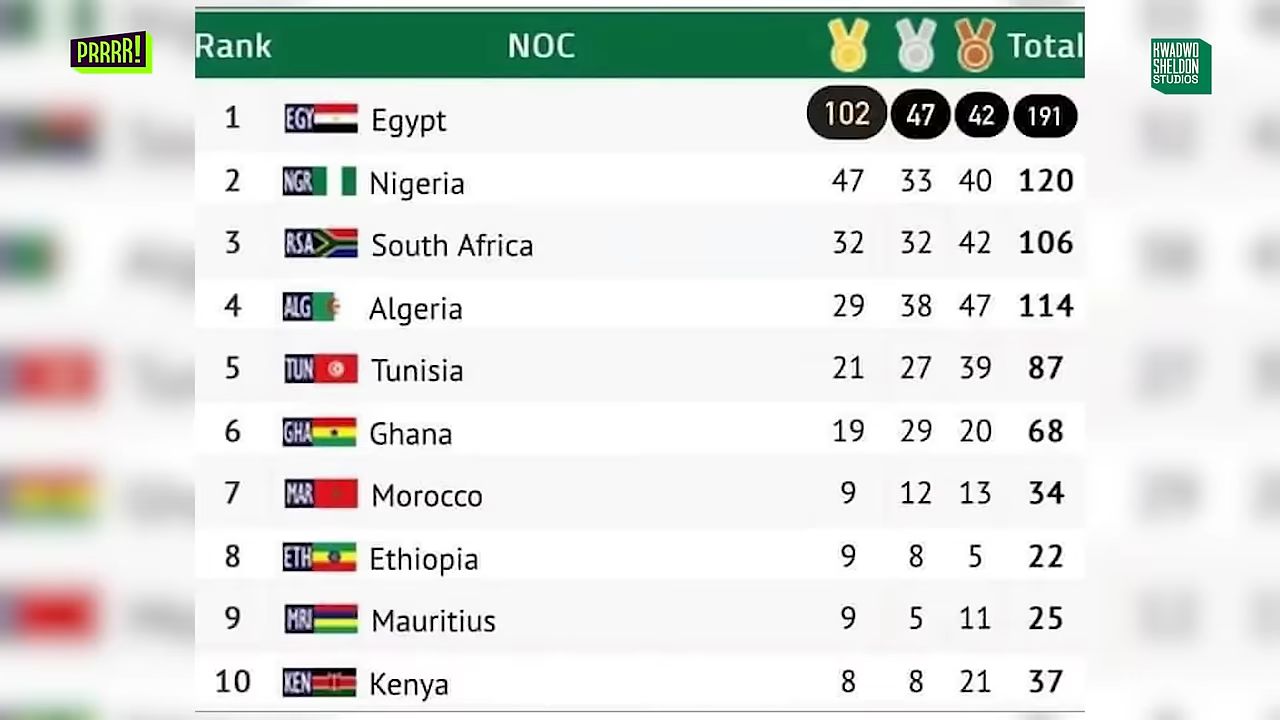 PRRRR!
KWADWO
SHELDON
STUDIOS
Rank NOC Total
1 EGY Egypt 102 47 42 191
2 NGR Nigeria 47 33 40 120
3 RSA South Africa 32 32 42 106
4 ALG Algeria 29 38 47 114
5 TUN Tunisia 21 27 39 87
6 GHA Ghana 19 29 20 68
7 MAR Morocco 9 12 13 34
8 ETH Ethiopia 9 8 5 22
9 MRI Mauritius 9 5 11 25
10 KEN Kenya 8 8 21 37